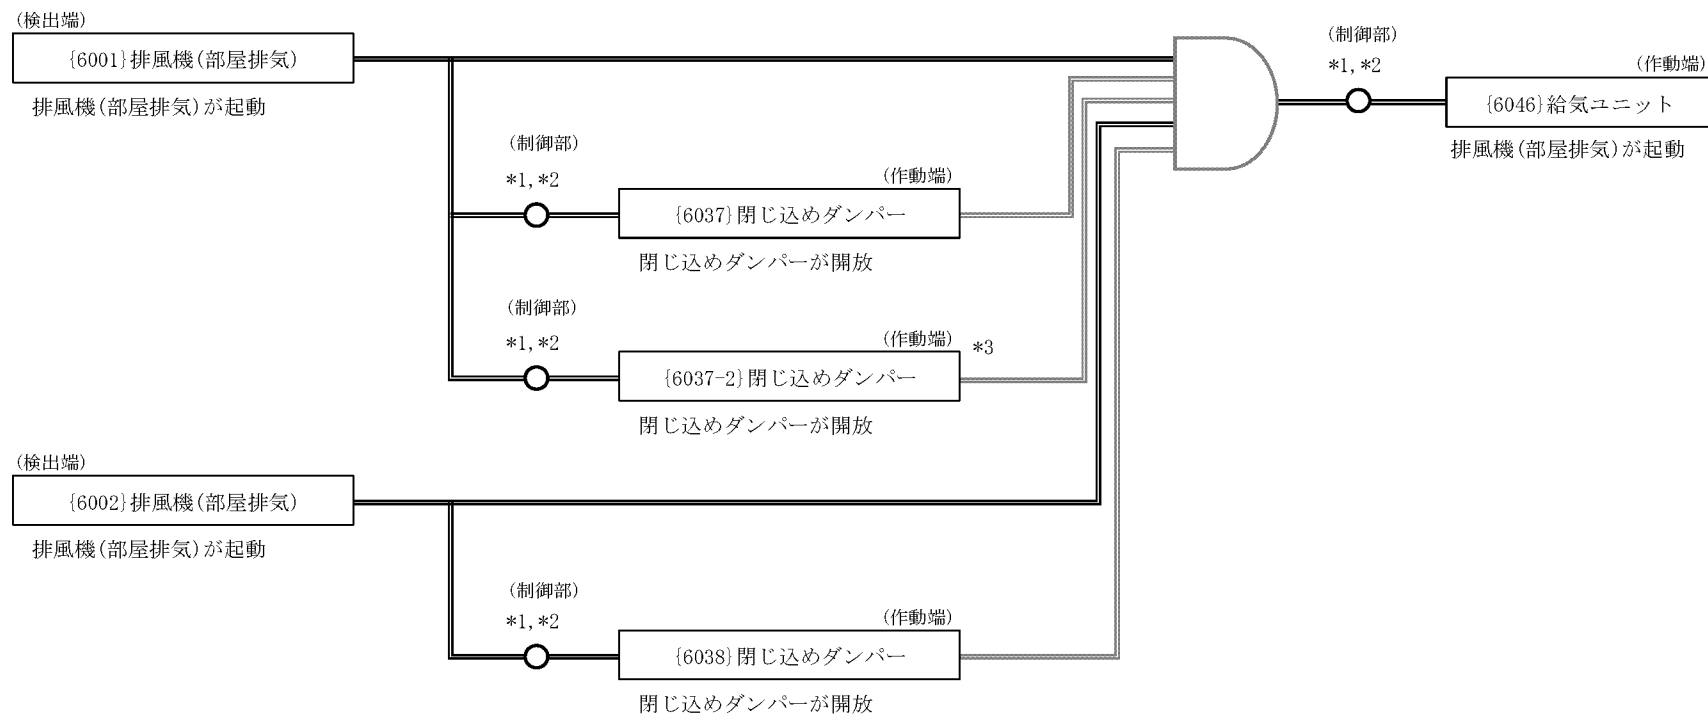 (検出端)
{6001}排風機(部屋排気)
排風機(部屋排気)が起動
(制御部)
*1,*2
(作動端)
{6046}給気ユニット
排風機(部屋排気)が起動
(制御部)
*1,*2
(作動端)
{6037}閉じ込めダンパー
閉じ込めダンパーが開放
(制御部)
*1,*2
(作動端)
*3
{6037-2}閉じ込めダンパー
閉じ込めダンパーが開放
(検出端)
{6002}排風機(部屋排気)
排風機(部屋排気)が起動
(制御部)
*1,*2
(作動端)
{6038}閉じ込めダンパー
閉じ込めダンパーが開放